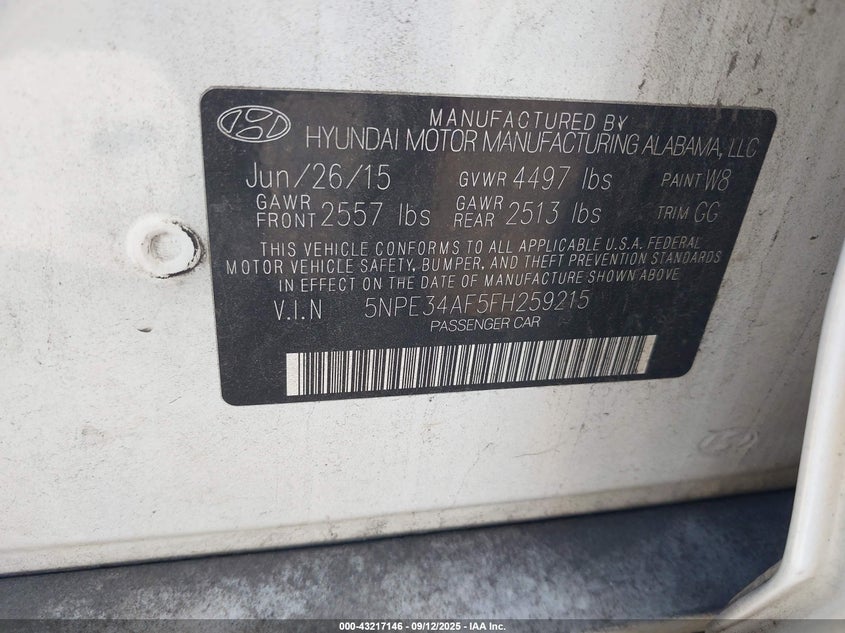 MANUFACTURED BY
HYUNDAI MOTOR MANUFACTURING ALABAMA, LLC
Jun/26/15 GVWR 4497 lbs PAINT W8
GAWR FRONT 2557 lbs GAWR REAR 2513 lbs TRIM GG
THIS VEHICLE CONFORMS TO ALL APPLICABLE U.S.A. FEDERAL
MOTOR VEHICLE SAFETY, BUMPER, AND THEFT PREVENTION STANDARDS
IN EFFECT ON THE DATE OF MANUFACTURE SHOWN ABOVE
V.I.N 5NPE34AF5FH259215
PASSENGER CAR
000-43217146 - 09/12/2025 - IAA Inc.